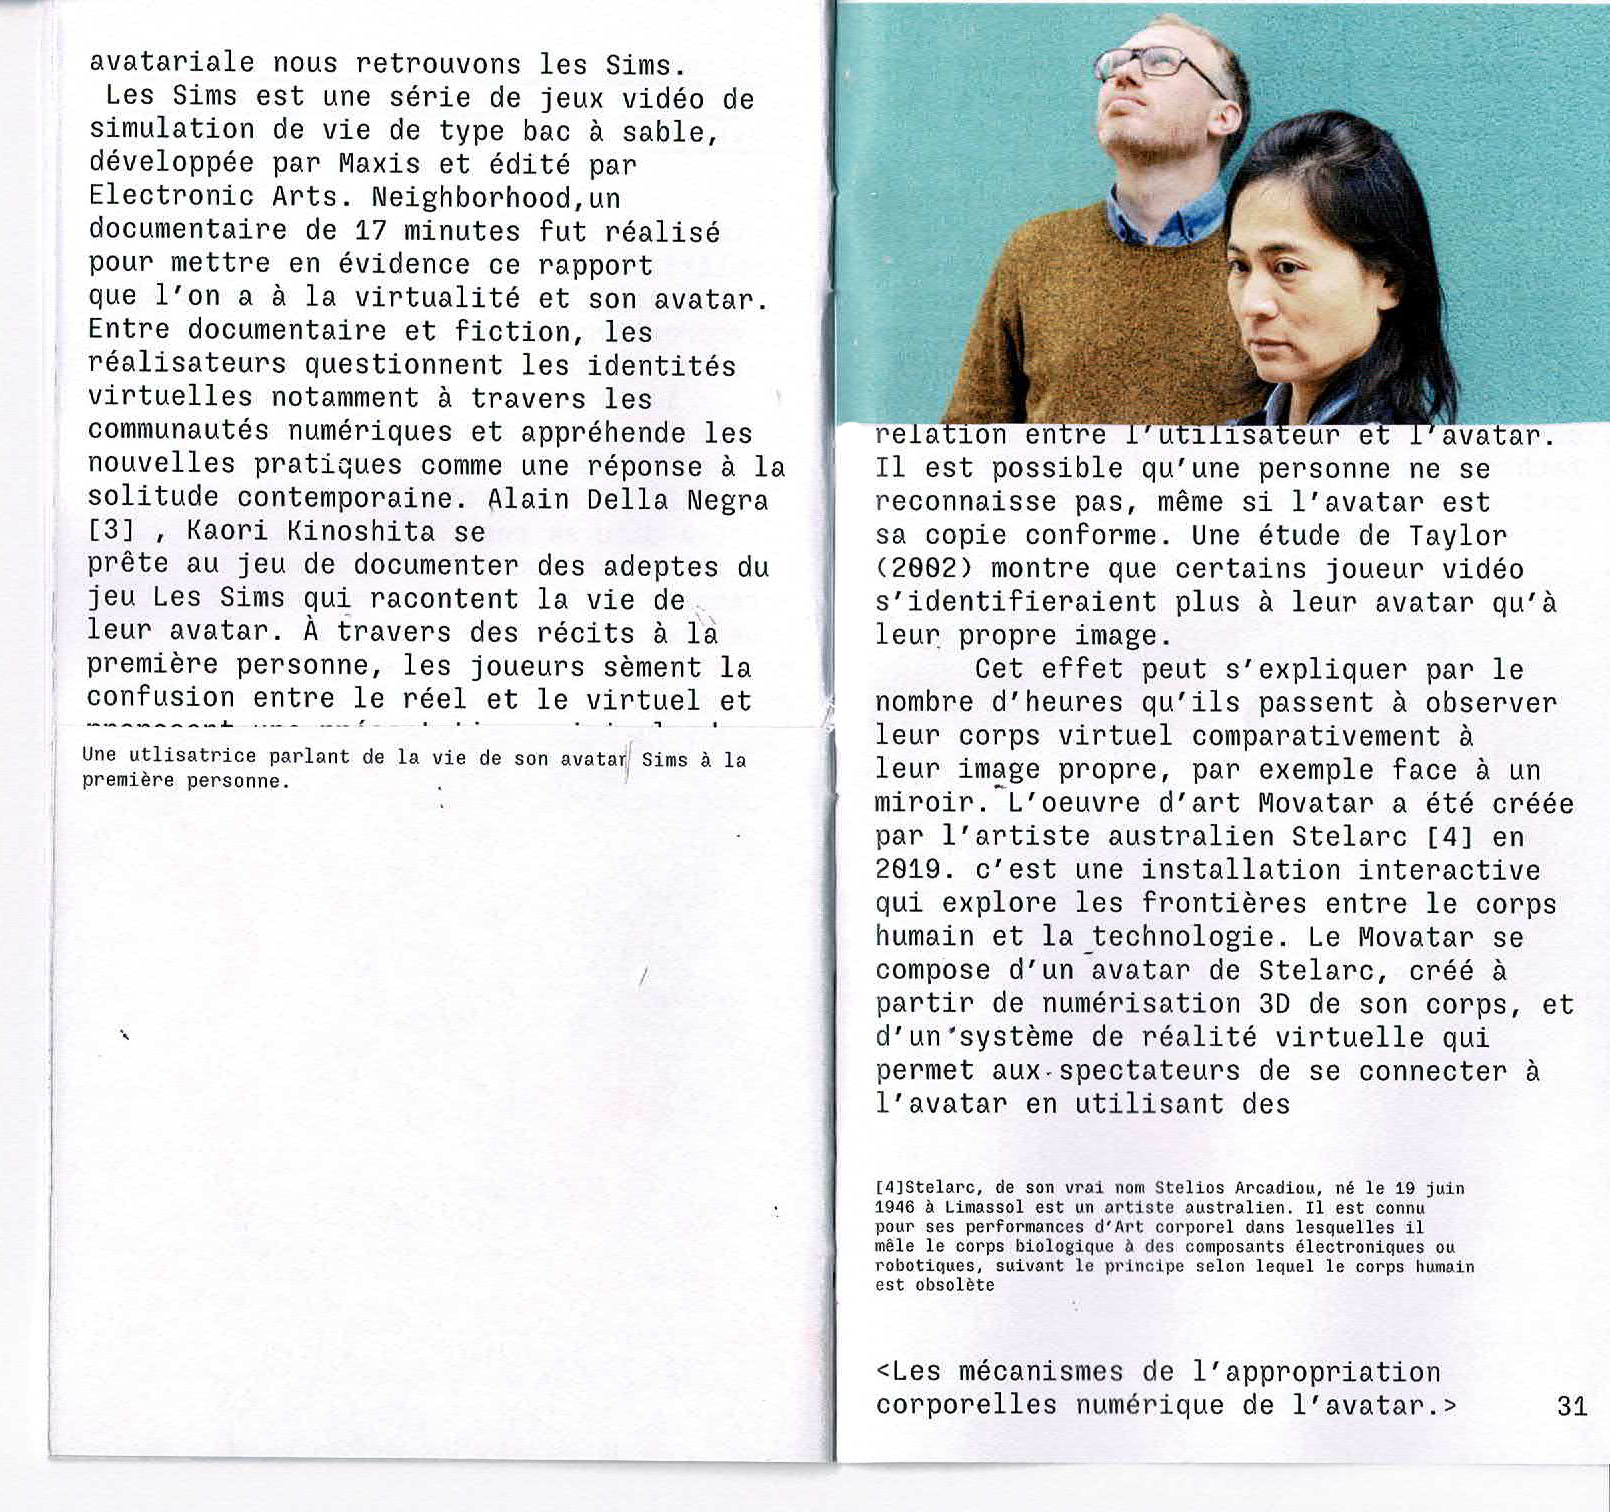 avatariale nous retrouvons les Sims.
Les Sims est une série de jeux vidéo de
simulation de vie de type bac à sable,
développée par Maxis et édité par
Electronic Arts. Neighborhood,un
documentaire de 17 minutes fut réalisé
pour mettre en évidence ce rapport
que l'on a à la virtualité et son avatar.
Entre documentaire et fiction, les
réalisateurs questionnent les identités
virtuelles notamment à travers les
communautés numériques et appréhende les
nouvelles pratiques comme une réponse à la
solitude contemporaine. Alain Della Negra
[3] , Kaori Kinoshita se
prête au jeu de documenter des adeptes du
jeu Les Sims qui racontent la vie de
leur avatar. À travers des récits à la
première personne, les joueurs sèment la
confusion entre le réel et le virtuel et
Une utlisatrice parlant de la vie de son avatar Sims à la
première personne.
relation entre l'utilisateur et l'avatar.
Il est possible qu'une personne ne se
reconnaisse pas, même si l'avatar est
sa copie conforme. Une étude de Taylor
(2002) montre que certains joueur vidéo
s'identifieraient plus à leur avatar qu'à
leur propre image.
Cet effet peut s'expliquer par le
nombre d'heures qu'ils passent à observer
leur corps virtuel comparativement à
leur image propre, par exemple face à un
miroir. L'oeuvre d'art Movatar a été créée
par l'artiste australien Stelarc [4] en
2019. c'est une installation interactive
qui explore les frontières entre le corps
humain et la technologie. Le Movatar se
compose d'un avatar de Stelarc, créé à
partir de numérisation 3D de son corps, et
d'un système de réalité virtuelle qui
permet aux spectateurs de se connecter à
l'avatar en utilisant des
[4]Stelarc, de son vrai nom Stelios Arcadiou, né le 19 juin
1946 à Limassol est un artiste australien. Il est connu
pour ses performances d'Art corporel dans lesquelles il
mêle le corps biologique à des composants électroniques ou
robotiques, suivant le principe selon lequel le corps humain
est obsolète
<Les mécanismes de l'appropriation
corporelles numérique de l'avatar.>
31